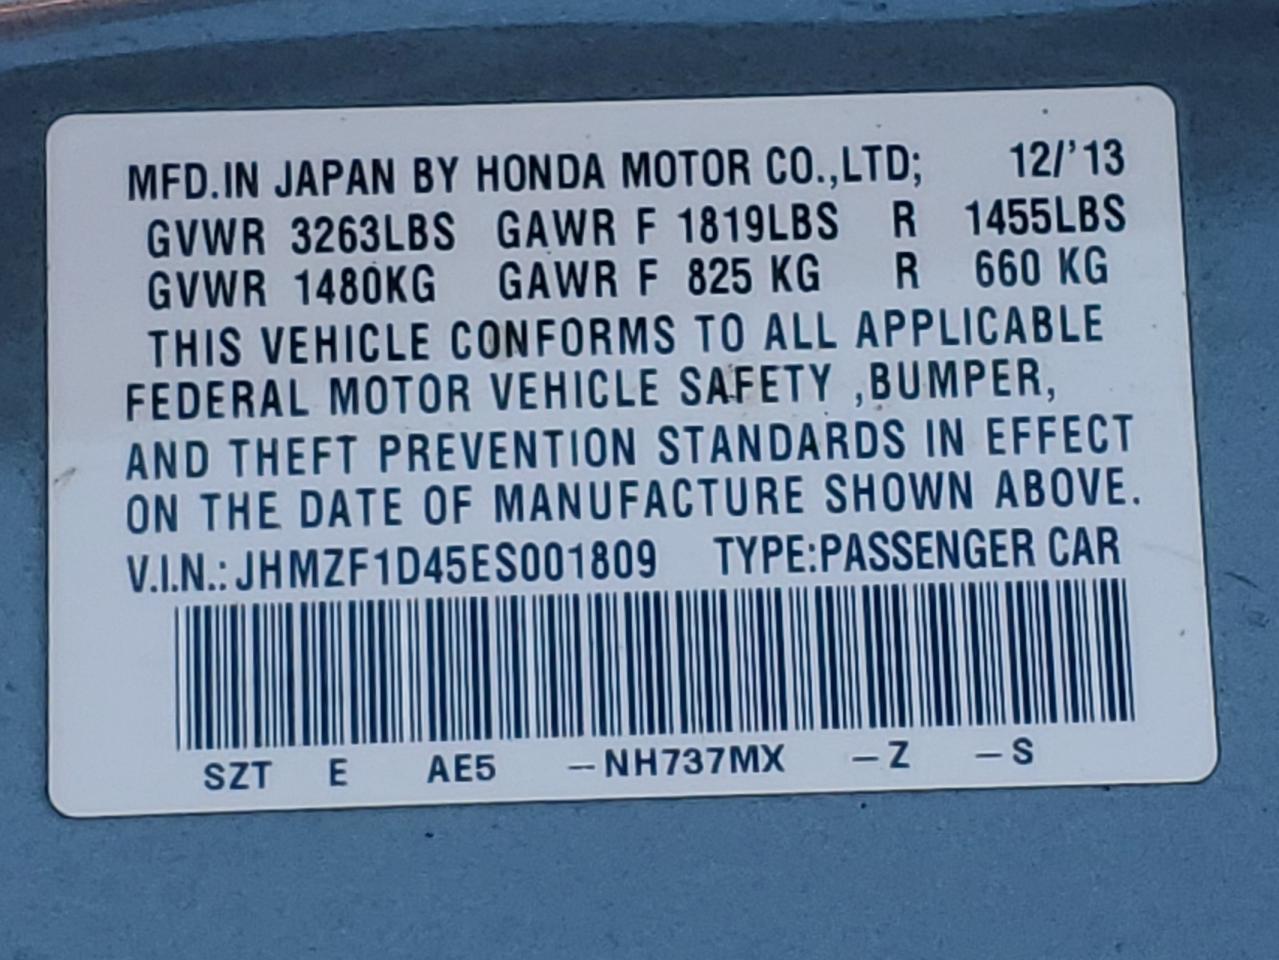 MFD.IN JAPAN BY HONDA MOTOR CO.,LTD; 12/'13
GVWR 3263LBS GAWR F 1819LBS R 1455LBS
GVWR 1480KG GAWR F 825 KG R 660 KG
THIS VEHICLE CONFORMS TO ALL APPLICABLE
FEDERAL MOTOR VEHICLE SAFETY ,BUMPER,
AND THEFT PREVENTION STANDARDS IN EFFECT
ON THE DATE OF MANUFACTURE SHOWN ABOVE.
V.I.N.:JHMZF1D45ES001809 TYPE:PASSENGER CAR
SZT E AE5 –NH737MX –Z –S